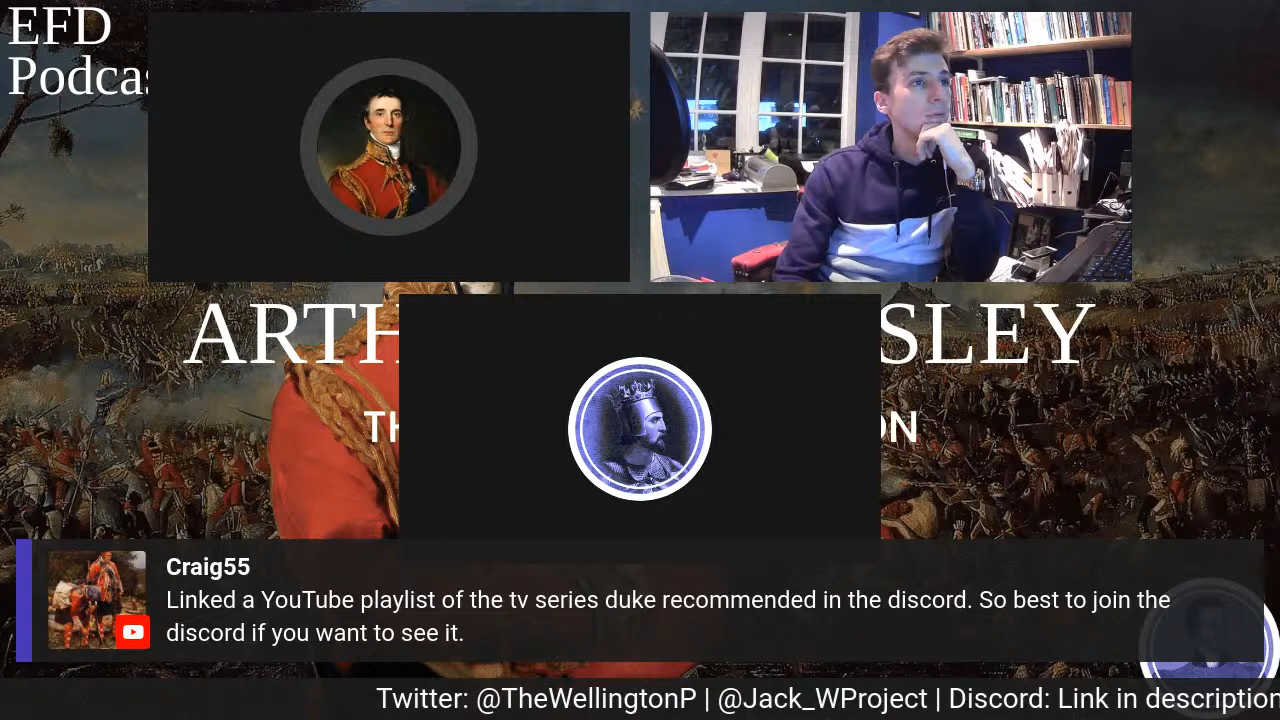 EFD
Podcas
ARTH SLEY
TH ON
Craig55
Linked a YouTube playlist of the tv series duke recommended in the discord. So best to join the
discord if you want to see it.
Twitter: @TheWellingtonP | @Jack_WProject | Discord: Link in description